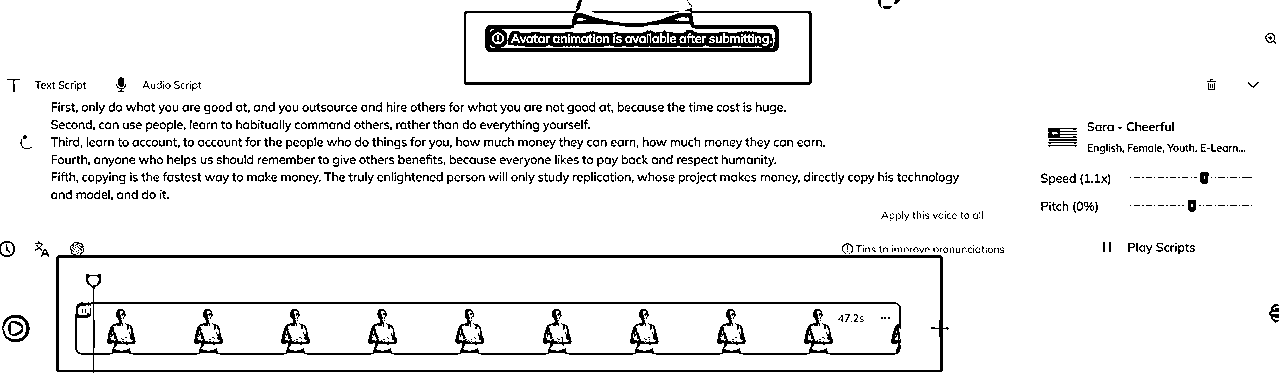 Avatar animation is available after submitting.
Text Script
Audio Script
First, only do what you are good at, and you outsource and hire others for what you are not good at, because the time cost is huge.
Second, can use people, learn to habitually command others, rather than do everything yourself.
Third, learn to account, to account for the people who do things for you, how much money they can earn, how much money they can earn.
Fourth, anyone who helps us should remember to give others benefits, because everyone likes to pay back and respect humanity.
Fifth, copying is the fastest way to make money. The truly enlightened person will only study replication, whose project makes money, directly copy his technology
and model, and do it.
Apply this voice to all
Sara - Cheerful
English, Female, Youth, E-Learn...
Speed (1.1x)
Pitch (0%)
Tips to improve pronunciations
Play Scripts
47.2s